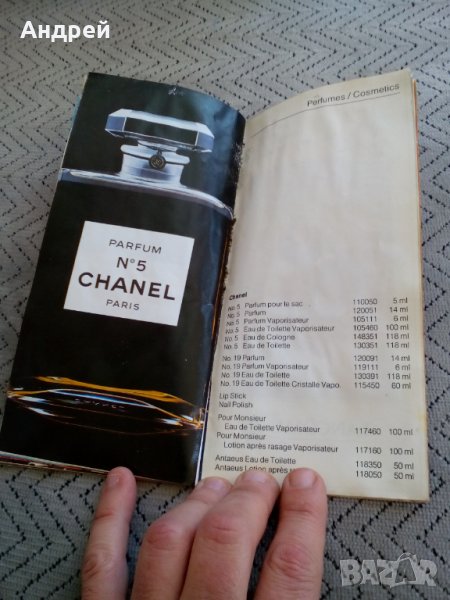 Андрей
PARFUM
N°5
CHANEL
PARIS
Perfumes / Cosmetics
Chanel
No. 5 Parfum pour le sac 110050 5 ml
No. 5 Parfum 120051 14 ml
No. 5 Parfum Vaporisateur 105111 6 ml
No. 5 Eau de Toilette Vaporisateur 105460 100 ml
No. 5 Eau de Cologne 148351 118 ml
No. 5 Eau de Toilette 130351 118 ml
No. 19 Parfum 120091 14 ml
No. 19 Parfum Vaporisateur 119111 6 ml
No. 19 Eau de Toilette 130391 118 ml
No. 19 Eau de Toilette Cristalle Vapo. 115450 60 ml
Lip Stick
Nail Polish
Pour Monsieur
Eau de Toilette Vaporisateur 117460 100 ml
Pour Monsieur
Lotion après rasage Vaporisateur 117160 100 ml
Antaeus Eau de Toilette 118350 50 ml
Antaeus Lotion après 118050 50 ml
BAZAR